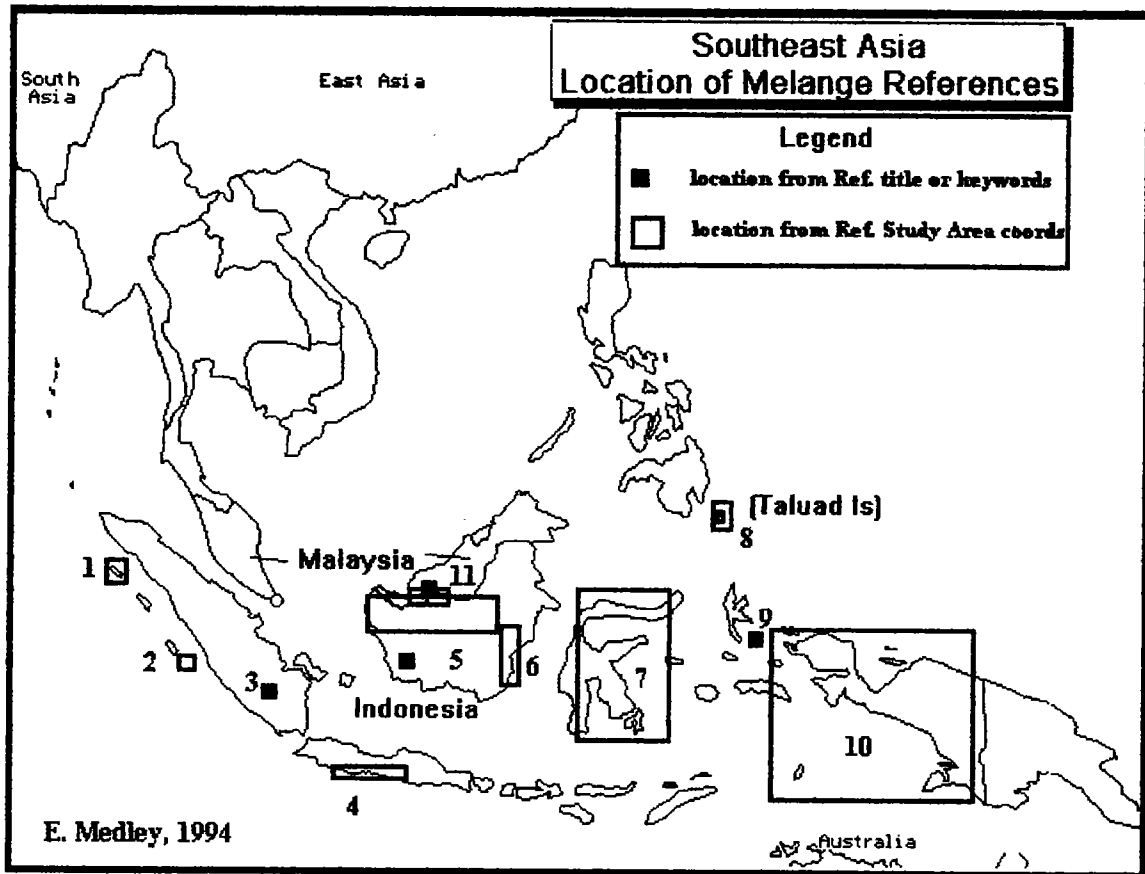 Southeast Asia
Location of Melange References
South
Asia
East Asia
Legend
location from Ref. title or keywords
location from Ref. Study Area coords
(Taluad Is)
8
Malaysia
11
1
9
2
5
6
7
3
Indonesia
10
4
E. Medley, 1994
Australia